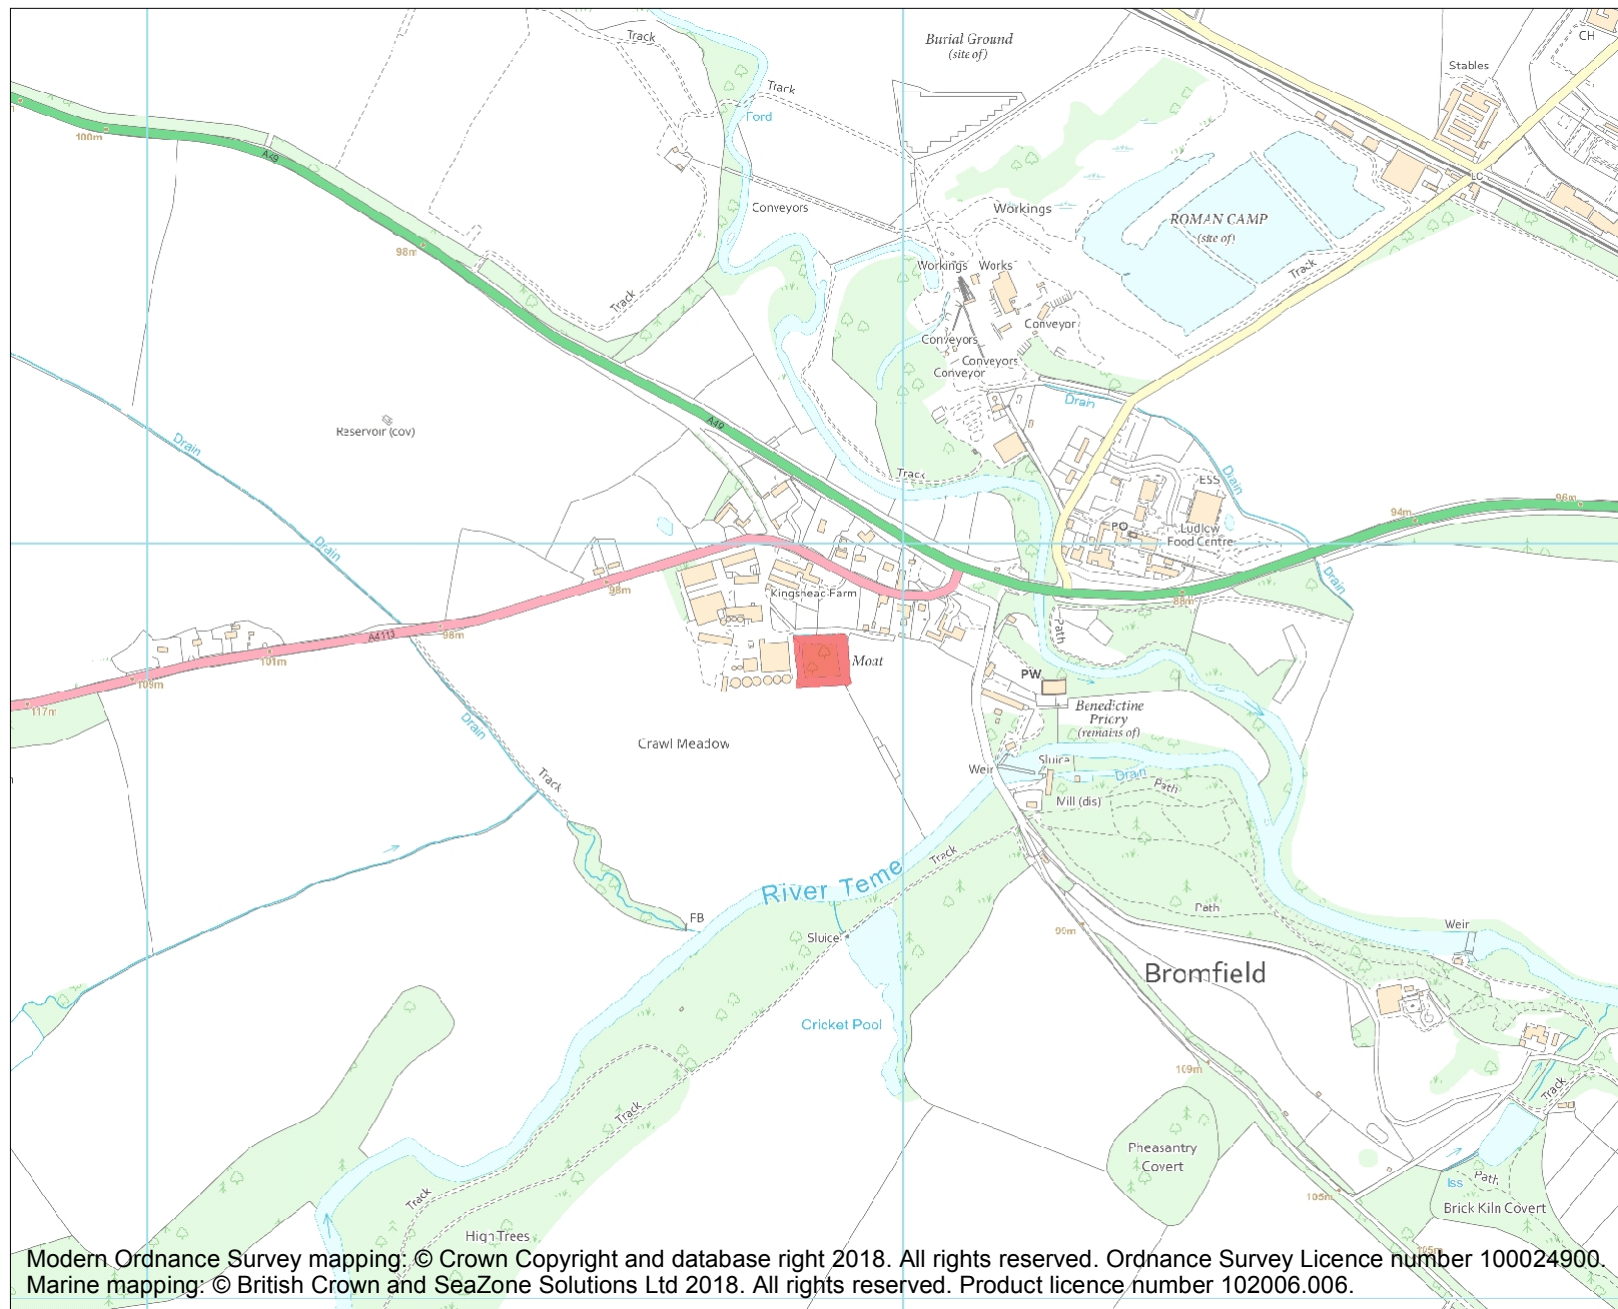 Track
Burial Ground
(site of)
CH
Stables
Track
Ford
100m
A49
LC
Conveyors
Workings
ROMAN CAMP
(site of)
98m
Workings
Works
Track
Track
Conveyor
Conveyors
Conveyors
Conveyor
Drain
Reservoir (cov)
A49
Drain
Track
Drain
ESS
96m
94m
PO
Ludlow
Food Centre
Drain
Drain
98m
Kingshead Farm
88m
Path
A4113
98m
101m
Moat
109m
PW
117m
Benedictine
Priory
(remains of)
Drain
Crawl Meadow
Weir
Sluice
Drain
Track
Path
Mill (dis)
Track
River Teme
Path
FB
Weir
Sluice
99m
Bromfield
Cricket Pool
109m
Track
Track
Pheasantry
Covert
Iss
Path
Track
105m
Brick Kiln Covert
High Trees
105m
Modern Ordnance Survey mapping: © Crown Copyright and database right 2018. All rights reserved. Ordnance Survey Licence number 100024900.
Marine mapping: © British Crown and SeaZone Solutions Ltd 2018. All rights reserved. Product licence number 102006.006.